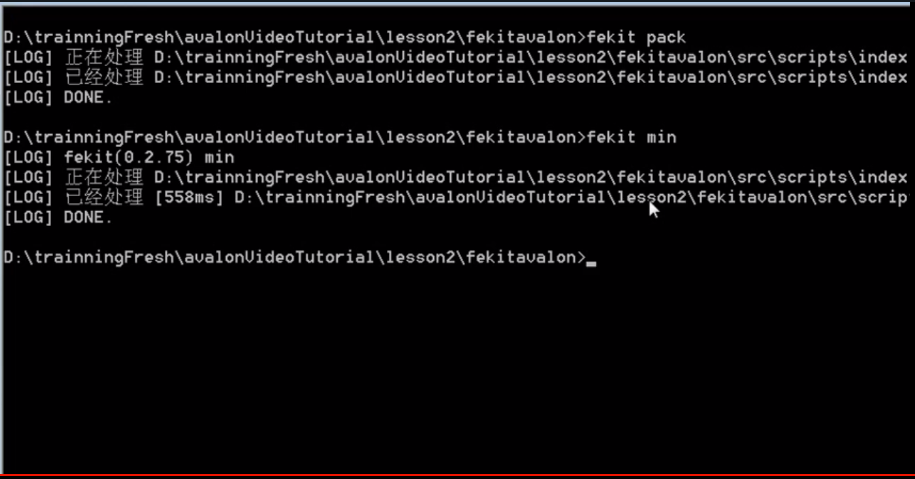 D:\trainningFresh\avalonVideoTutorial\lesson2\fekitavalon>fekit pack
[LOG] 正在处理 D:\trainningFresh\avalonVideoTutorial\lesson2\fekitavalon\src\scripts\index
[LOG] 已经处理 D:\trainningFresh\avalonVideoTutorial\lesson2\fekitavalon\src\scripts\index
[LOG] DONE.
D:\trainningFresh\avalonVideoTutorial\lesson2\fekitavalon>fekit min
[LOG] fekit(0.2.75) min
[LOG] 正在处理 D:\trainningFresh\avalonVideoTutorial\lesson2\fekitavalon\src\scripts\index
[LOG] 已经处理 [558ms] D:\trainningFresh\avalonVideoTutorial\lesson2\fekitavalon\src\scrip
[LOG] DONE.
D:\trainningFresh\avalonVideoTutorial\lesson2\fekitavalon>